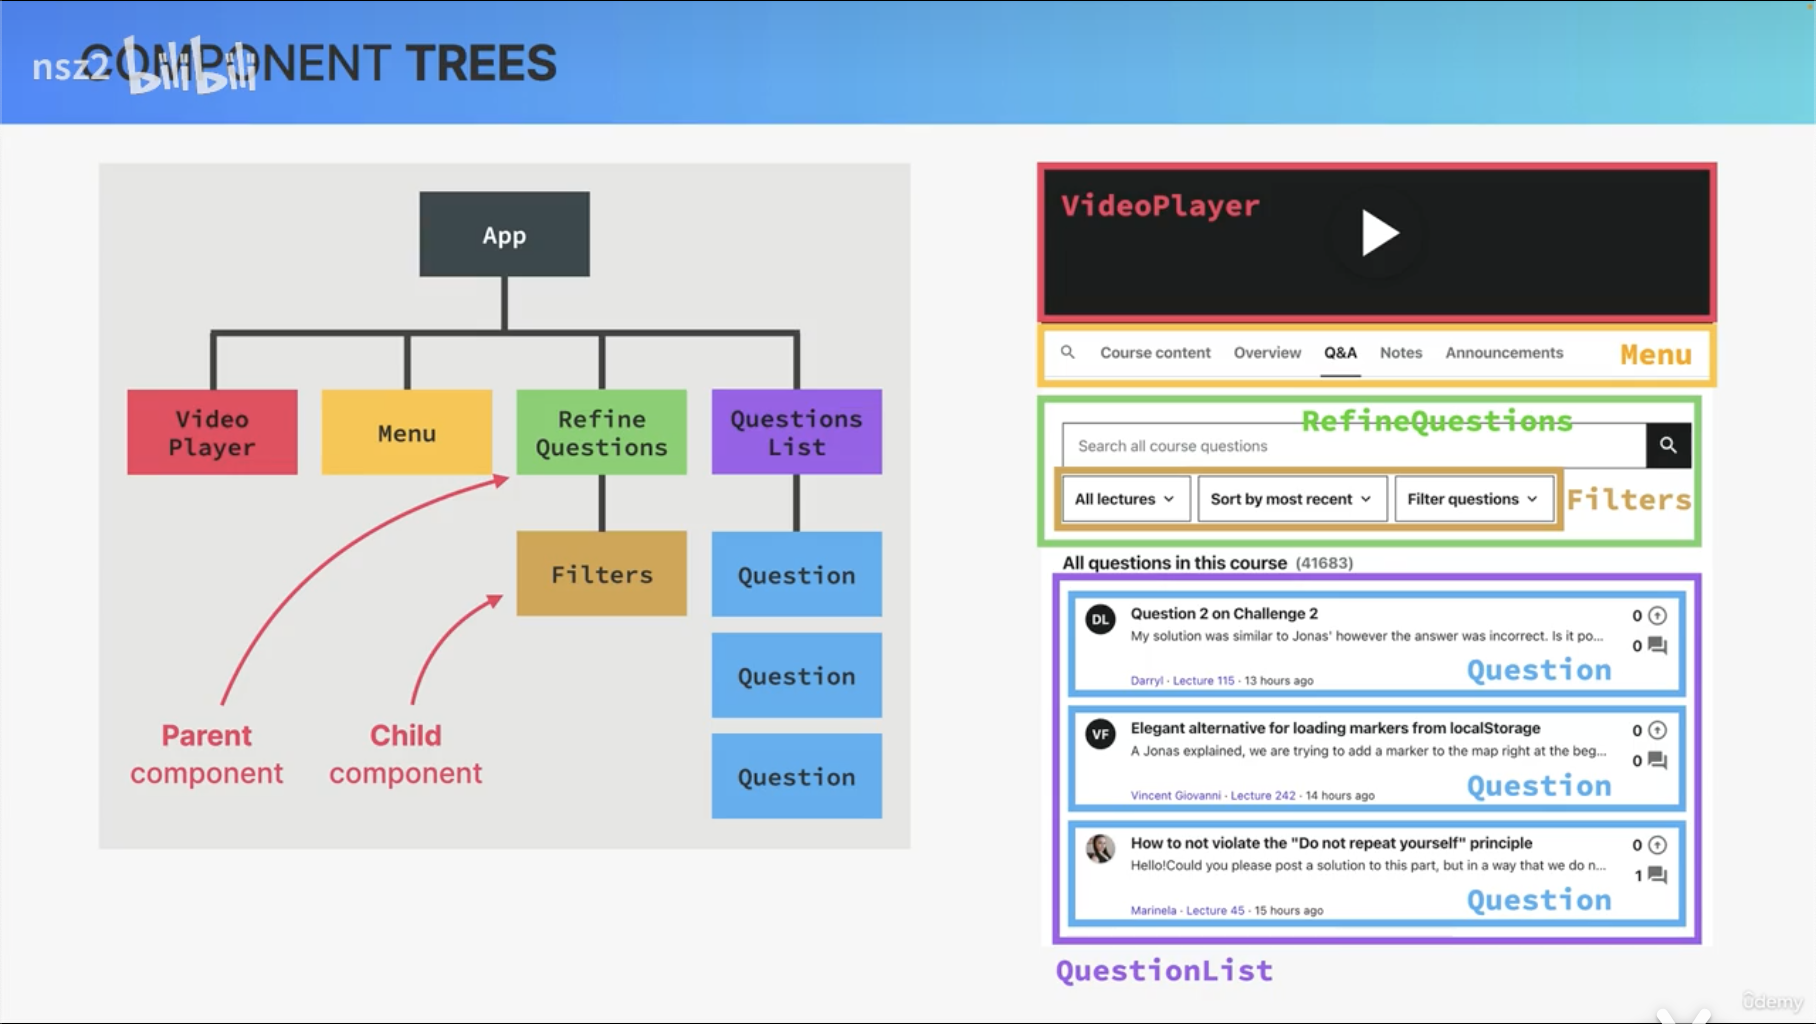 COMPONENT TREES
nsz2 bilibili
App
Video
Player
Menu
Refine
Questions
Questions
List
Filters
Question
Question
Question
Parent
component
Child
component
VideoPlayer
Course content Overview Q&A Notes Announcements Menu
RefineQuestions
Search all course questions
All lectures Sort by most recent Filter questions Filters
All questions in this course (41683)
DL Question 2 on Challenge 2 0
My solution was similar to Jonas' however the answer was incorrect. Is it po...
0
Question
Darryl · Lecture 115 · 13 hours ago
VF Elegant alternative for loading markers from localStorage 0
A Jonas explained, we are trying to add a marker to the map right at the beg...
0
Question
Vincent Giovanni · Lecture 242 · 14 hours ago
How to not violate the "Do not repeat yourself" principle 0
Hello!Could you please post a solution to this part, but in a way that we do n...
1
Question
Marinela · Lecture 45 · 15 hours ago
QuestionList
ûdemy